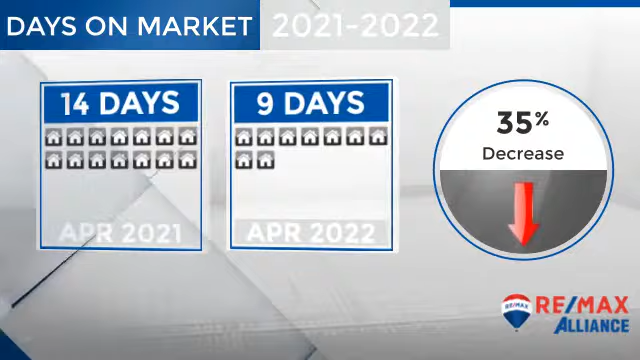 DAYS ON MARKET 2021-2022
14 DAYS
APR 2021
9 DAYS
APR 2022
35%
Decrease
RE/MAX
RE/MAX
ALLIANCE